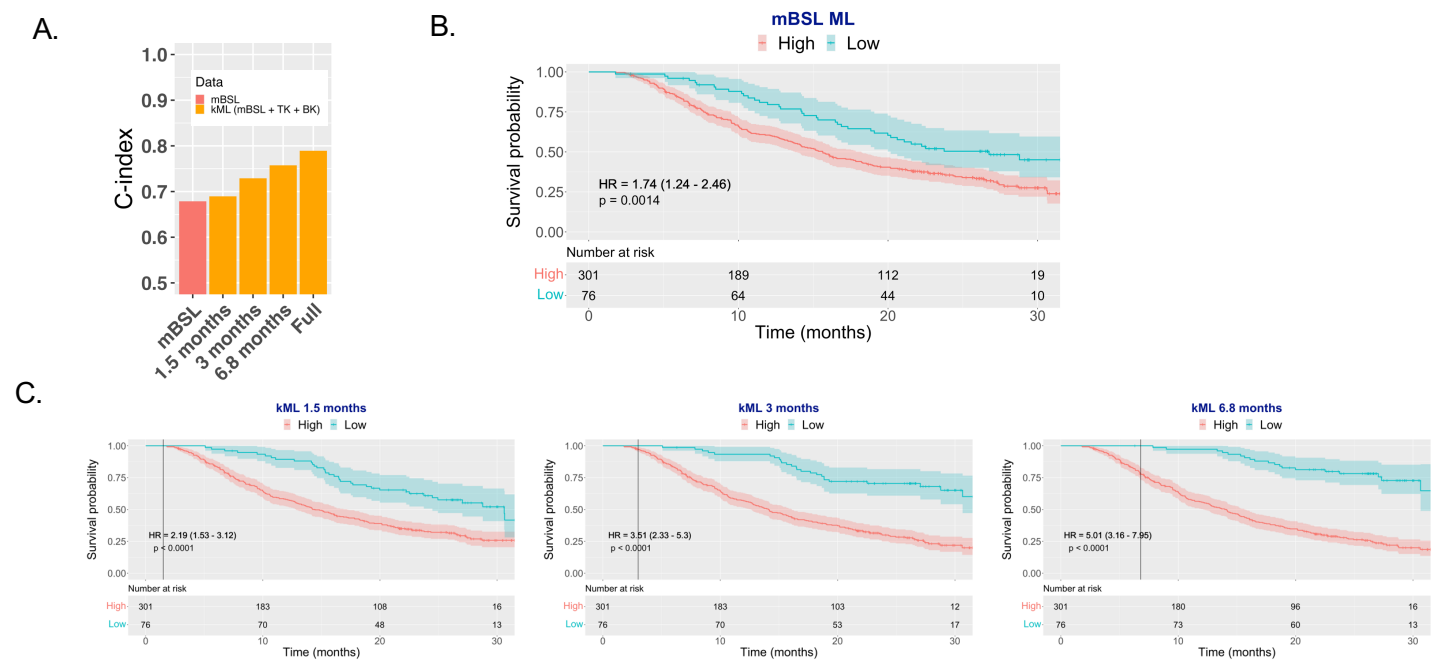 A.
1.0
0.9
0.8
0.7
0.6
0.5
C-index
Data
mBSL
kML (mBSL + TK + BK)
mBSL
1.5 months
3 months
6.8 months
Full
B.
mBSL ML
High Low
Survival probability
1.00
0.75
0.50
0.25
0.00
HR = 1.74 (1.24 - 2.46)
p = 0.0014
Number at risk
High 301 189 112 19
Low 76 64 44 10
0 10 20 30
Time (months)
C.
kML 1.5 months
High Low
Survival probability
1.00
0.75
0.50
0.25
0.00
HR = 2.19 (1.53 - 3.12)
p < 0.0001
Number at risk
High 301 183 108 16
Low 76 70 48 13
0 10 20 30
Time (months)
kML 3 months
High Low
Survival probability
1.00
0.75
0.50
0.25
0.00
HR = 3.51 (2.33 - 5.3)
p < 0.0001
Number at risk
High 301 183 103 12
Low 76 70 53 17
0 10 20 30
Time (months)
kML 6.8 months
High Low
Survival probability
1.00
0.75
0.50
0.25
0.00
HR = 5.01 (3.16 - 7.95)
p < 0.0001
Number at risk
High 301 180 96 16
Low 76 73 60 13
0 10 20 30
Time (months)